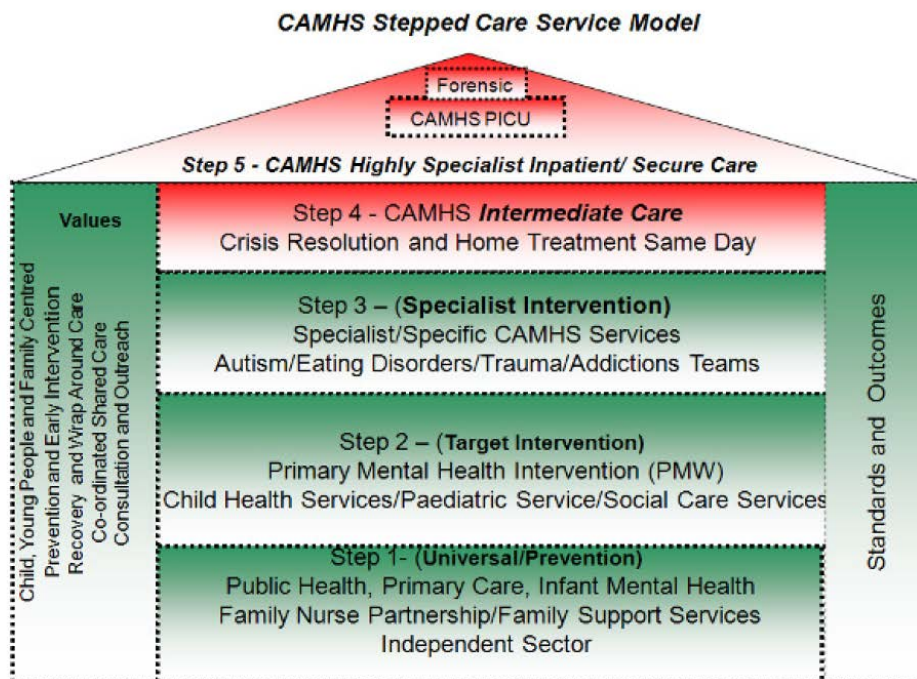 CAMHS Stepped Care Service Model
Forensic
CAMHS PICU
Step 5 - CAMHS Highly Specialist Inpatient/ Secure Care
Values
Child, Young People and Family Centred
Prevention and Early Intervention
Recovery and Wrap Around Care
Co-ordinated Shared Care
Consultation and Outreach
Step 4 - CAMHS Intermediate Care
Crisis Resolution and Home Treatment Same Day
Step 3 – (Specialist Intervention)
Specialist/Specific CAMHS Services
Autism/Eating Disorders/Trauma/Addictions Teams
Step 2 – (Target Intervention)
Primary Mental Health Intervention (PMW)
Child Health Services/Paediatric Service/Social Care Services
Step 1- (Universal/Prevention)
Public Health, Primary Care, Infant Mental Health
Family Nurse Partnership/Family Support Services
Independent Sector
Standards and Outcomes